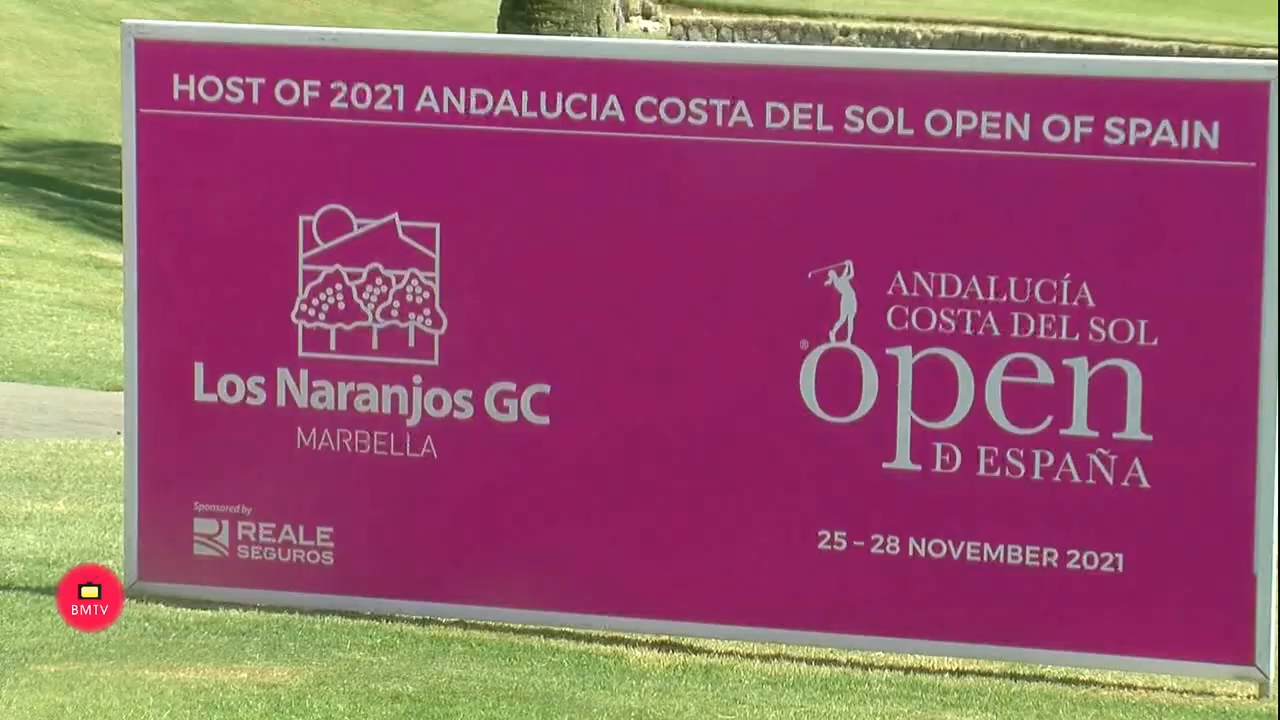 HOST OF 2021 ANDALUCIA COSTA DEL SOL OPEN OF SPAIN
Los Naranjos GC
MARBELLA
Sponsored by
REALE
SEGUROS
ANDALUCÍA
COSTA DEL SOL
®
open
D ESPAÑA
25 – 28 NOVEMBER 2021
BMTV